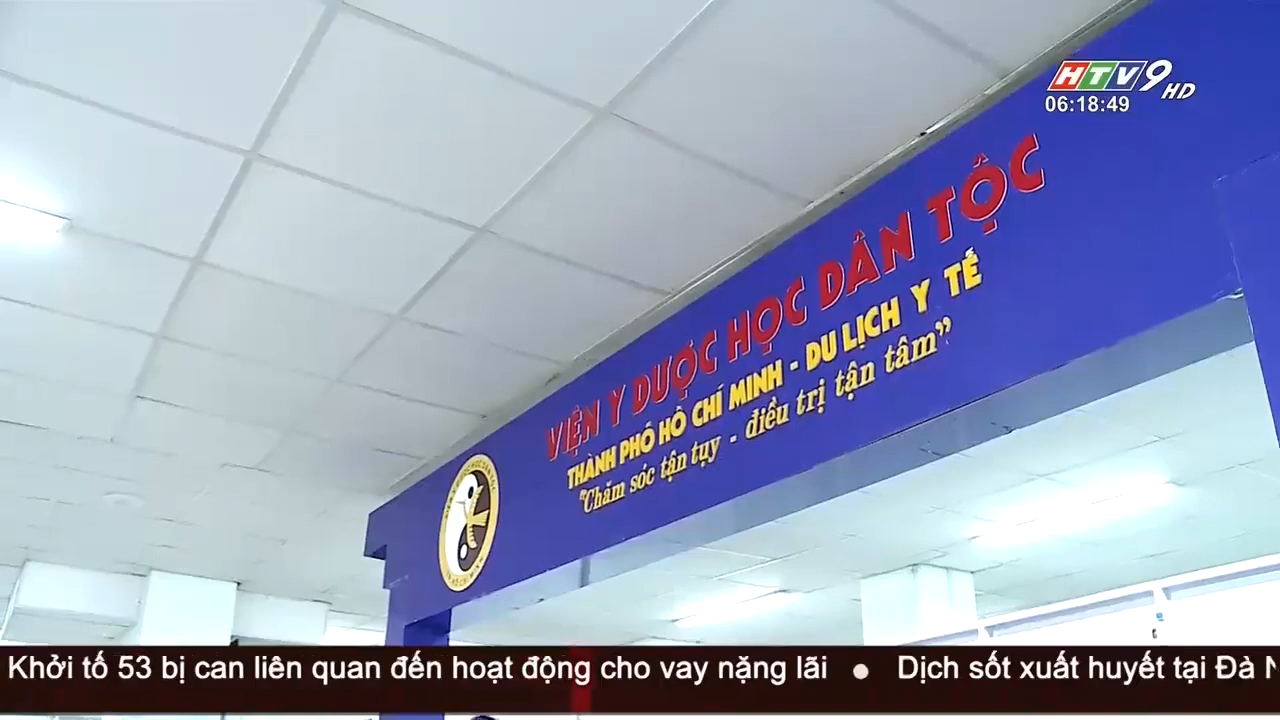 HTV9 HD
06:18:49
VIỆN Y DƯỢC HỌC DÂN TỘC
THÀNH PHỐ HỒ CHÍ MINH - DU LỊCH Y TẾ
"Chăm sóc tận tụy - điều trị tận tâm"
Khởi tố 53 bị can liên quan đến hoạt động cho vay nặng lãi ● Dịch sốt xuất huyết tại Đà N